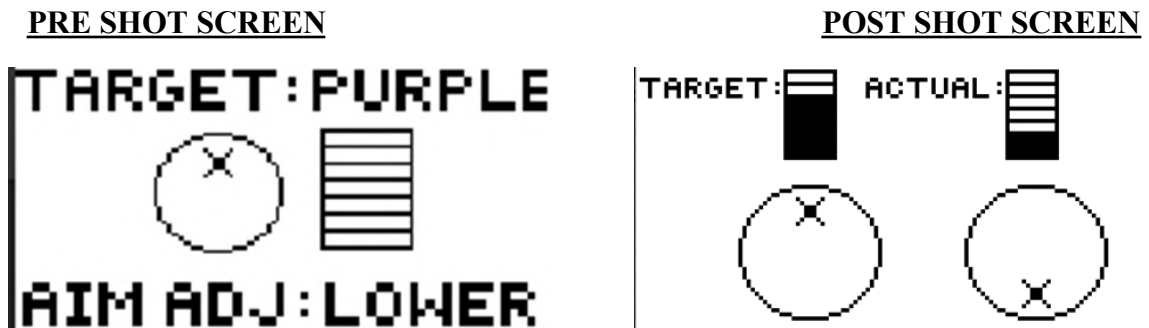 PRE SHOT SCREEN
POST SHOT SCREEN
TARGET:PURPLE
TARGET: ACTUAL:
AIM ADJ:LOWER